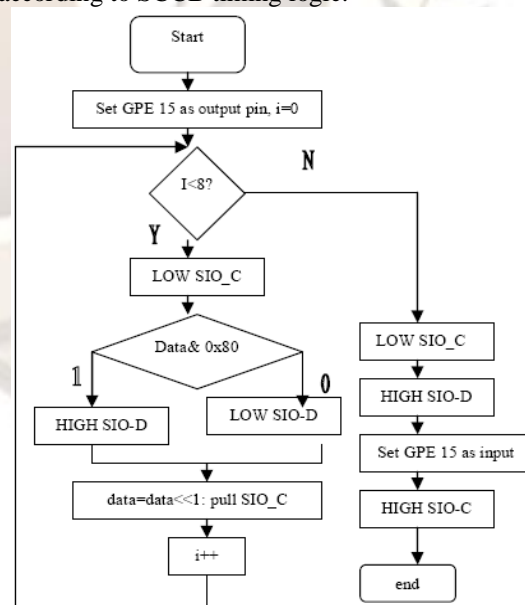 according to SCCB timing logic.
Start
Set GPE 15 as output pin, i=0
N
I<8?
Y
LOW SIO_C
Data& 0x80
1
0
HIGH SIO-D
LOW SIO-D
data=data<<1: pull SIO_C
i++
LOW SIO_C
HIGH SIO-D
Set GPE 15 as input
HIGH SIO-C
end